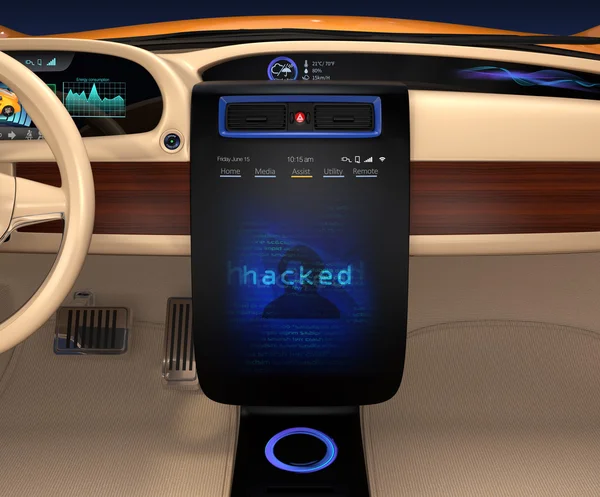 Energy consumption
21°C/ 70°F
80%
15km/H
Friday June 15 10:15 am
Home Media Assist Utility Remote
hacked